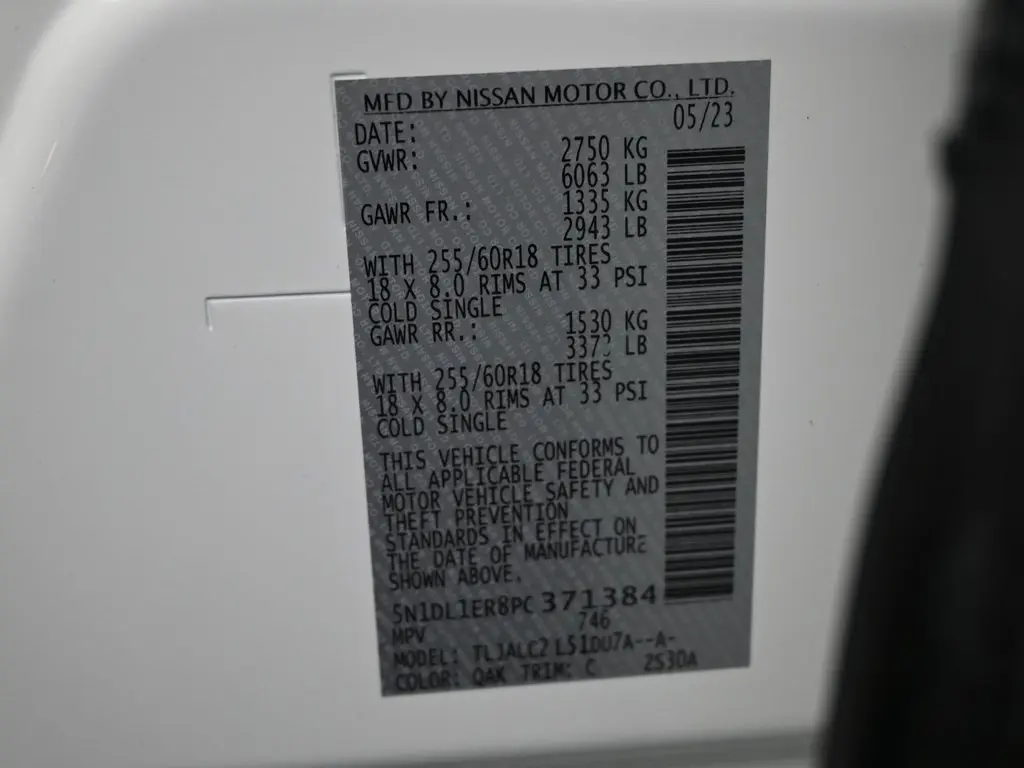 MFD BY NISSAN MOTOR CO., LTD.
DATE: 05/23
GVWR: 2750 KG
6063 LB
GAWR FR.: 1335 KG
2943 LB
WITH 255/60R18 TIRES
18 X 8.0 RIMS AT 33 PSI
COLD SINGLE
GAWR RR.: 1530 KG
3373 LB
WITH 255/60R18 TIRES
18 X 8.0 RIMS AT 33 PSI
COLD SINGLE
THIS VEHICLE CONFORMS TO
ALL APPLICABLE FEDERAL
MOTOR VEHICLE SAFETY AND
THEFT PREVENTION
STANDARDS IN EFFECT ON
THE DATE OF MANUFACTURE
SHOWN ABOVE.
5N1DL1ER8PC371384
MPV 746
MODEL: TLJALC2 L51DU7A--A-
COLOR: QAK TRIM: C ZS3DA